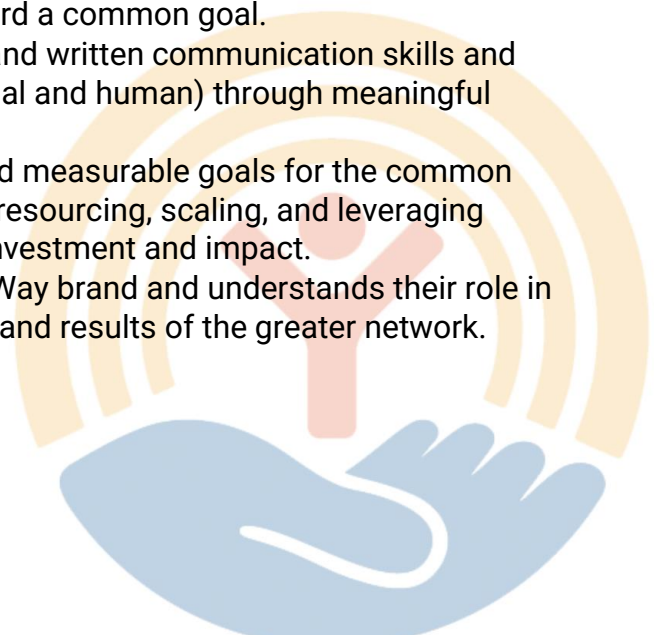 rd a common goal.
nd written communication skills and
al and human) through meaningful
d measurable goals for the common
resourcing, scaling, and leveraging
nvestment and impact.
Way brand and understands their role in
and results of the greater network.